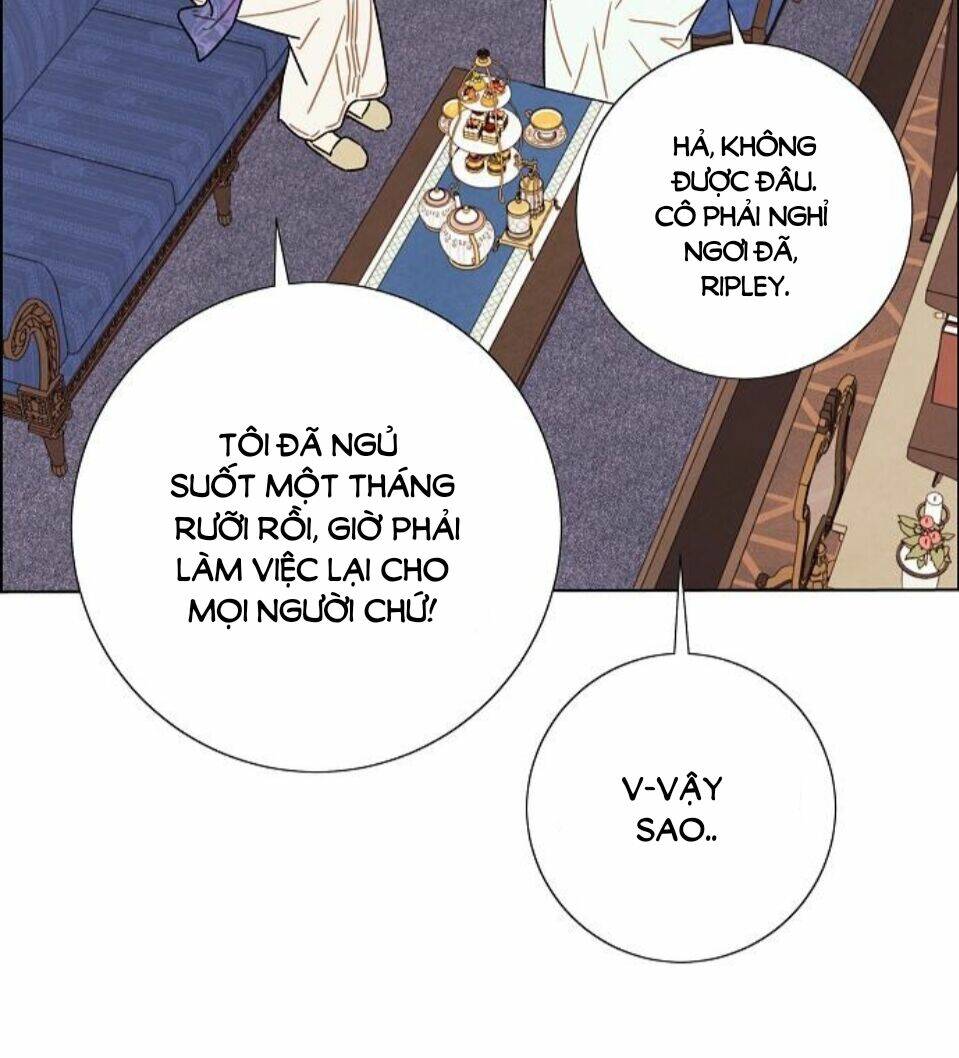 HẢ, KHÔNG
ĐƯỢC ĐÂU.
CÔ PHẢI NGHỈ
NGƠI ĐÃ,
RIPLEY.
TÔI ĐÃ NGỦ
SUỐT MỘT THÁNG
RƯỠI RỒI, GIỜ PHẢI
LÀM VIỆC LẠI CHO
MỌI NGƯỜI CHỨ!
V-VẬY
SAO..